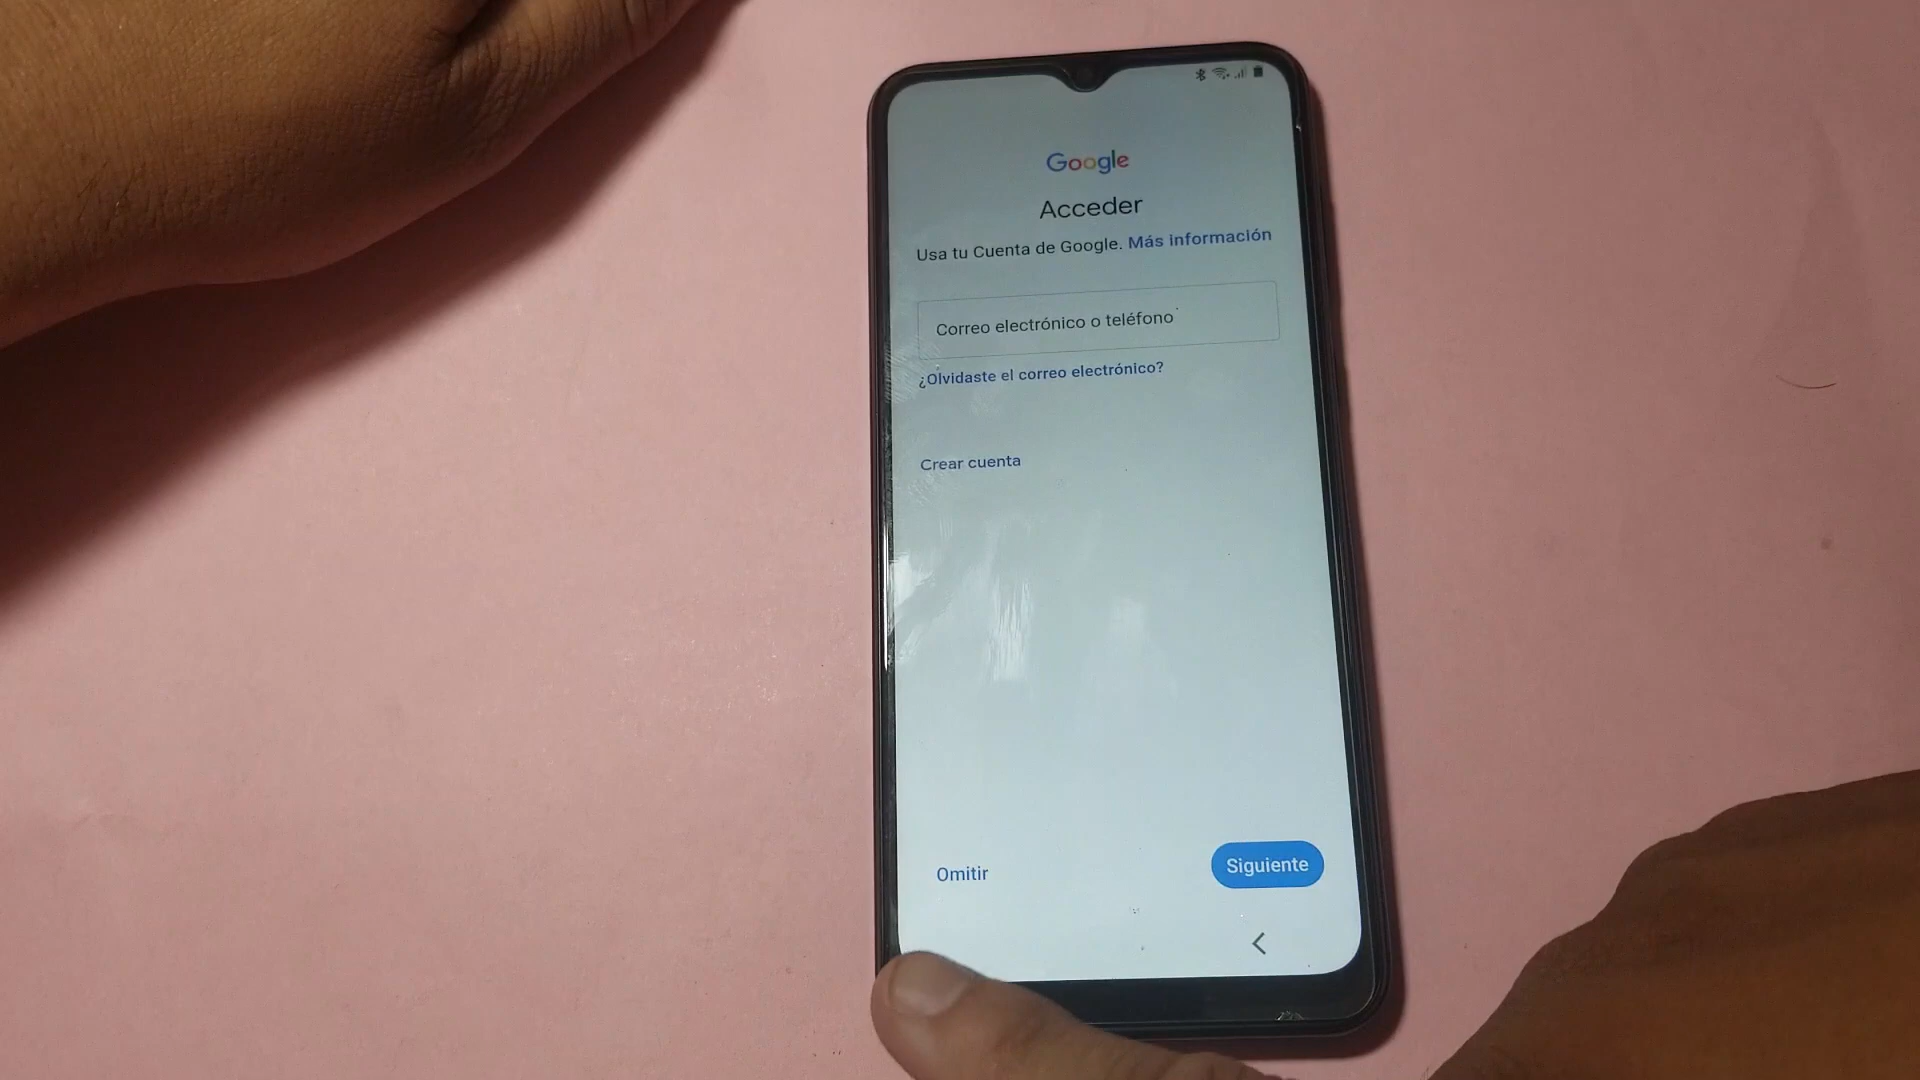 Google
Acceder
Usa tu Cuenta de Google. Más información
Correo electrónico o teléfono
¿Olvidaste el correo electrónico?
Crear cuenta
Omitir
Siguiente